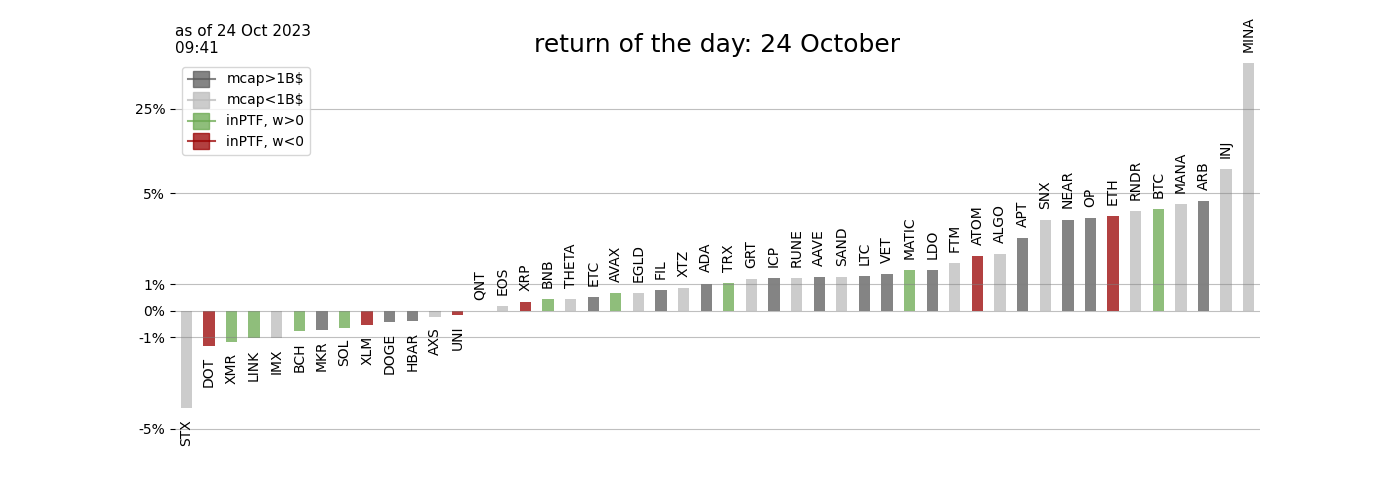 as of 24 Oct 2023
09:41
return of the day: 24 October
mcap>1B$
mcap<1B$
inPTF, w>0
inPTF, w<0
25%
5%
1%
0%
-1%
-5%
STX
DOT
XMR
LINK
IMX
BCH
MKR
SOL
XLM
DOGE
HBAR
AXS
UNI
QNT
EOS
XRP
BNB
THETA
ETC
AVAX
EGLD
FIL
XTZ
ADA
TRX
GRT
ICP
RUNE
AAVE
SAND
LTC
VET
MATIC
LDO
FTM
ATOM
ALGO
APT
SNX
NEAR
OP
ETH
RNDR
BTC
MANA
ARB
INJ
MINA